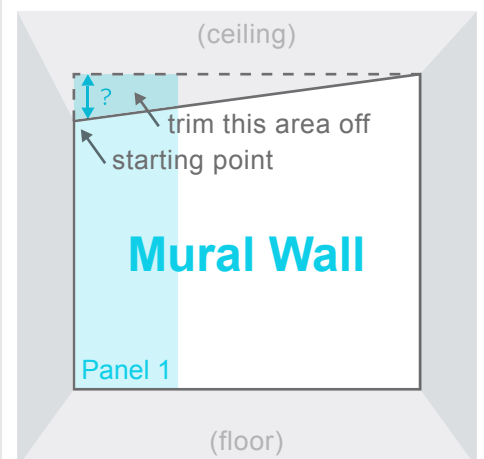 (ceiling)
?
trim this area off
starting point
Mural Wall
Panel 1
(floor)